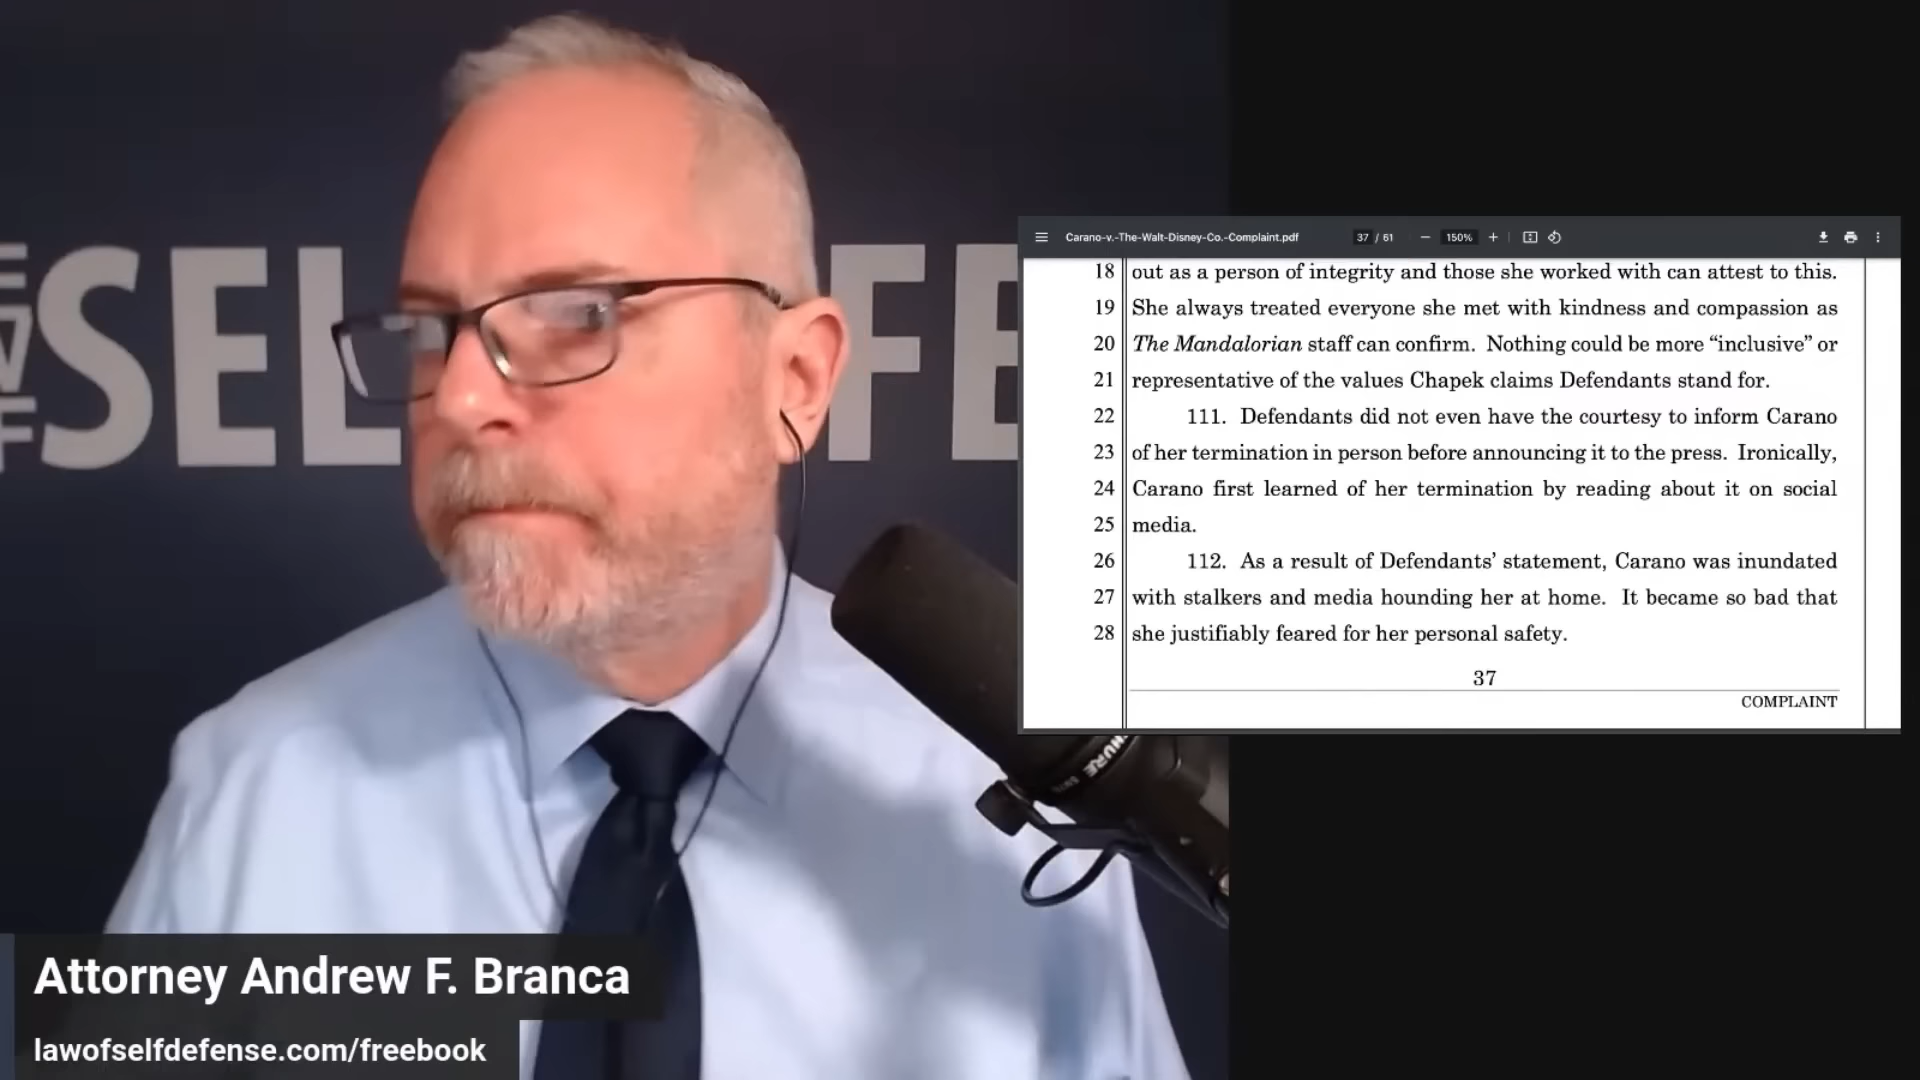 SEL
FE
Carano-v.-The-Walt-Disney-Co.-Complaint.pdf 37 / 61 − 150% +
18 out as a person of integrity and those she worked with can attest to this.
19 She always treated everyone she met with kindness and compassion as
20 The Mandalorian staff can confirm. Nothing could be more “inclusive” or
21 representative of the values Chapek claims Defendants stand for.
22 111. Defendants did not even have the courtesy to inform Carano
23 of her termination in person before announcing it to the press. Ironically,
24 Carano first learned of her termination by reading about it on social
25 media.
26 112. As a result of Defendants’ statement, Carano was inundated
27 with stalkers and media hounding her at home. It became so bad that
28 she justifiably feared for her personal safety.
37
COMPLAINT
Attorney Andrew F. Branca
lawofselfdefense.com/freebook